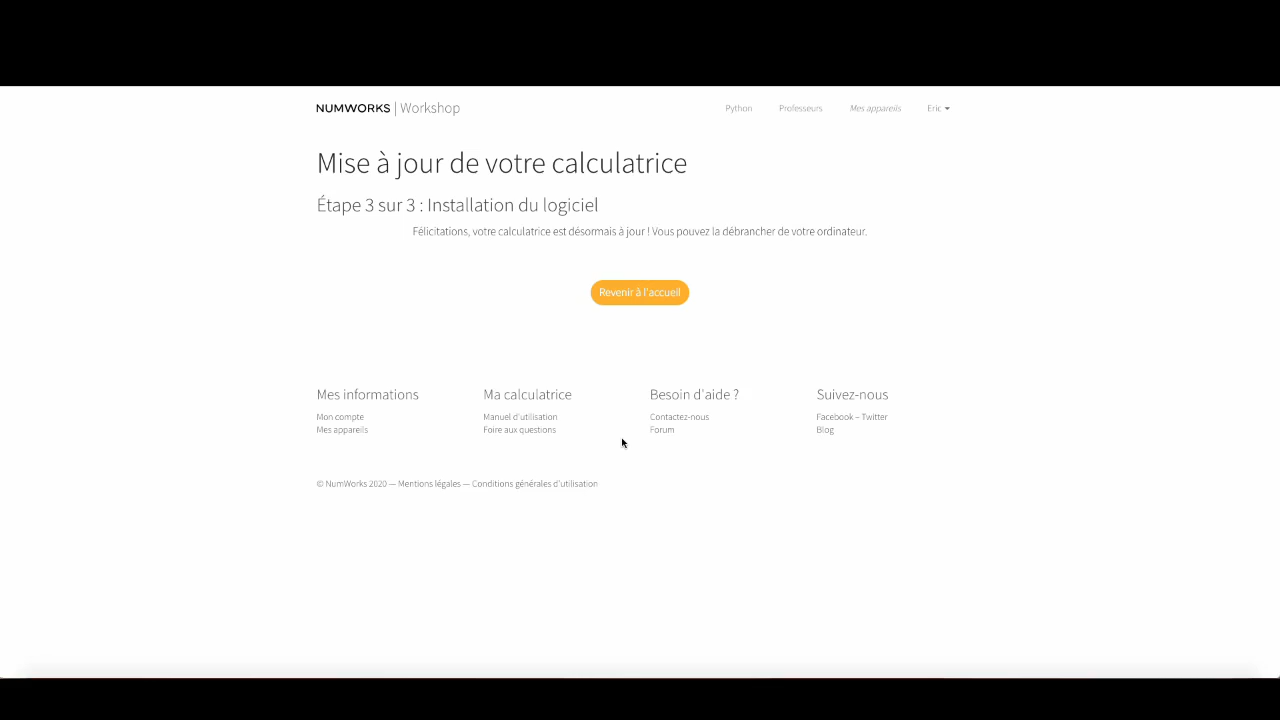 NUMWORKS | Workshop
Python Professeurs Mes appareils Eric
Mise à jour de votre calculatrice
Étape 3 sur 3 : Installation du logiciel
Félicitations, votre calculatrice est désormais à jour ! Vous pouvez la débrancher de votre ordinateur.
Revenir à l'accueil
Mes informations Ma calculatrice Besoin d'aide ? Suivez-nous
Mon compte Manuel d'utilisation Contactez-nous Facebook – Twitter
Mes appareils Foire aux questions Forum Blog
© NumWorks 2020 — Mentions légales — Conditions générales d'utilisation